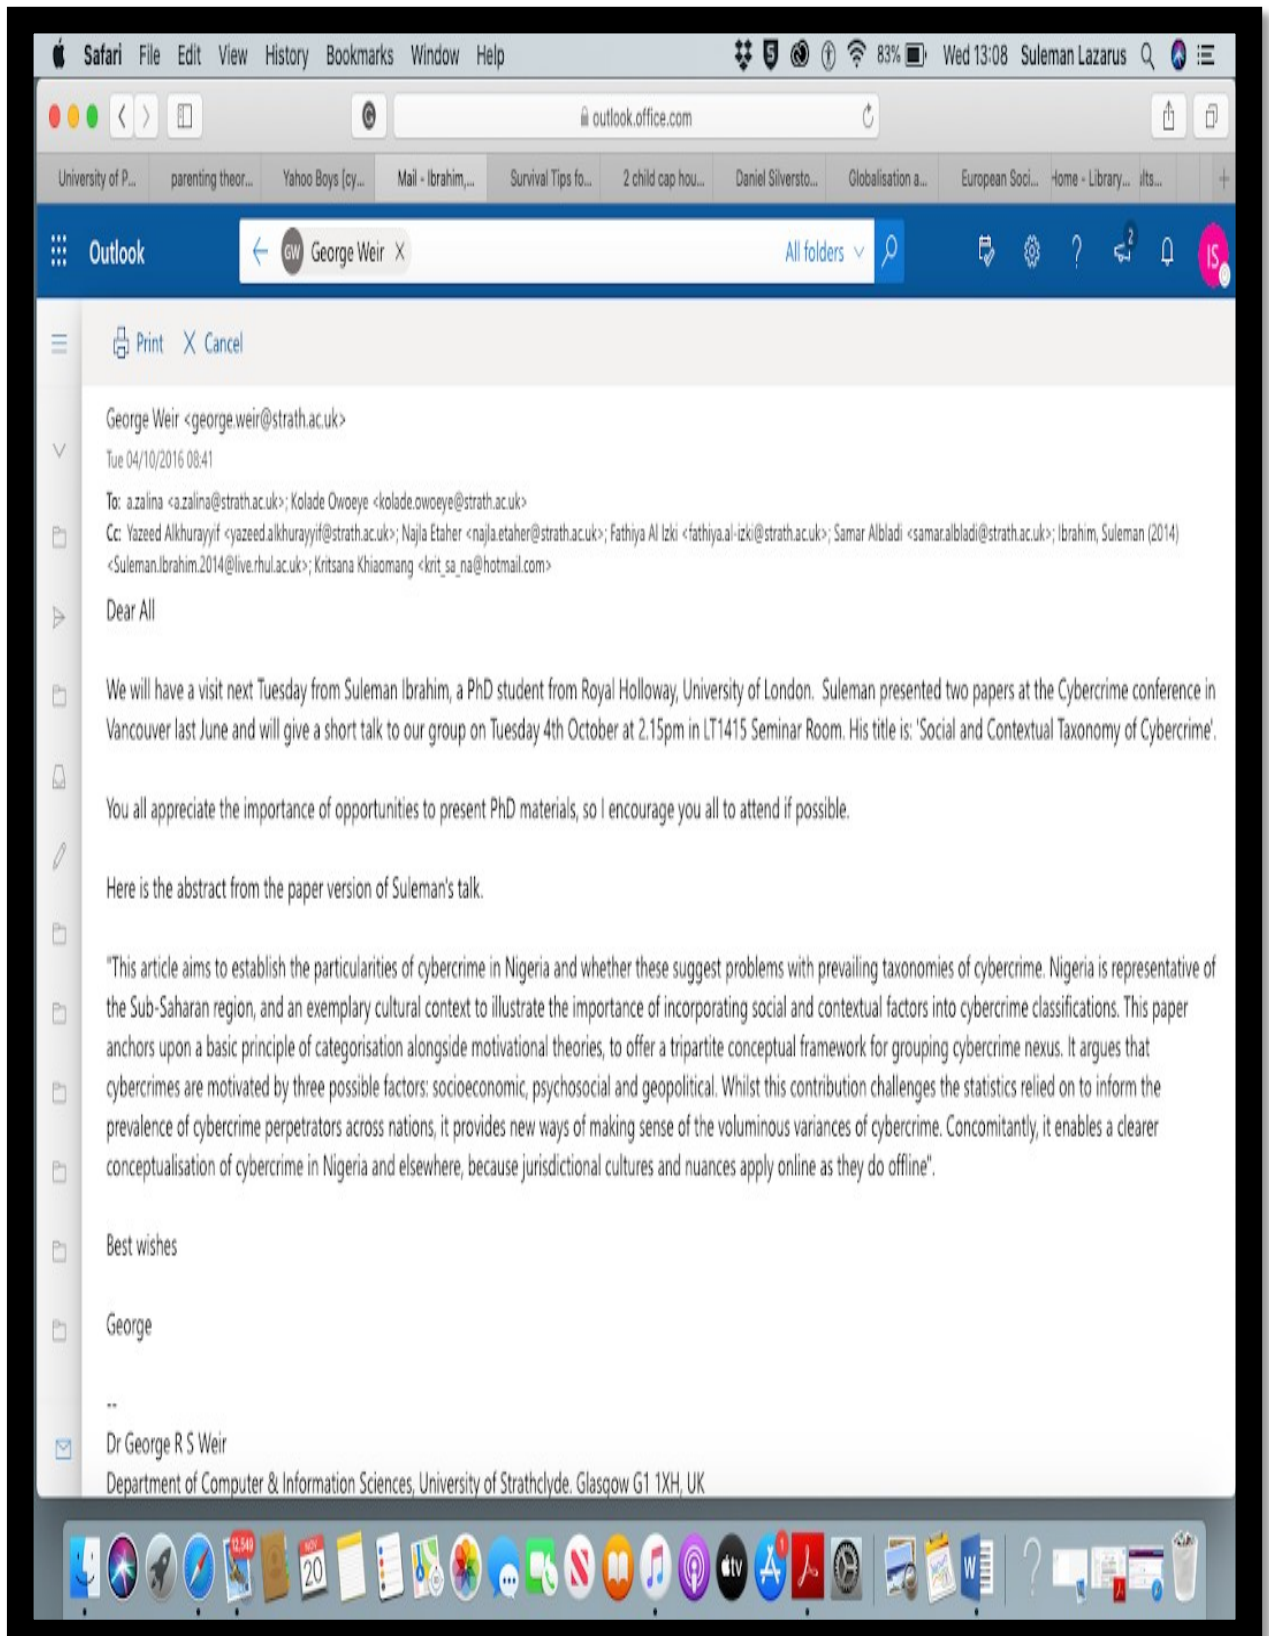 Safari File Edit View History Bookmarks Window Help 83% Wed 13:08 Suleman Lazarus
outlook.office.com
University of P... parenting theor... Yahoo Boys [cy... Mail - Ibrahim,... Survival Tips fo... 2 child cap hou... Daniel Silversto... Globalisation a... European Soci... Home - Library... ults...
Outlook GW George Weir All folders ? 2 IS
Print Cancel
George Weir <george.weir@strath.ac.uk>
Tue 04/10/2016 08:41
To: a.zalina <a.zalina@strath.ac.uk>; Kolade Owoeye <kolade.owoeye@strath.ac.uk>
Cc: Yazeed Alkhurayyif <yazeed.alkhurayyif@strath.ac.uk>; Najla Etaher <najla.etaher@strath.ac.uk>; Fathiya Al Izki <fathiya.al-izki@strath.ac.uk>; Samar Albladi <samar.albladi@strath.ac.uk>; Ibrahim, Suleman (2014)
<Suleman.Ibrahim.2014@live.rhul.ac.uk>; Kritsana Khiaomang <krit_sa_na@hotmail.com>
Dear All
We will have a visit next Tuesday from Suleman Ibrahim, a PhD student from Royal Holloway, University of London. Suleman presented two papers at the Cybercrime conference in
Vancouver last June and will give a short talk to our group on Tuesday 4th October at 2.15pm in LT1415 Seminar Room. His title is: 'Social and Contextual Taxonomy of Cybercrime'.
You all appreciate the importance of opportunities to present PhD materials, so I encourage you all to attend if possible.
Here is the abstract from the paper version of Suleman's talk.
"This article aims to establish the particularities of cybercrime in Nigeria and whether these suggest problems with prevailing taxonomies of cybercrime. Nigeria is representative of
the Sub-Saharan region, and an exemplary cultural context to illustrate the importance of incorporating social and contextual factors into cybercrime classifications. This paper
anchors upon a basic principle of categorisation alongside motivational theories, to offer a tripartite conceptual framework for grouping cybercrime nexus. It argues that
cybercrimes are motivated by three possible factors: socioeconomic, psychosocial and geopolitical. Whilst this contribution challenges the statistics relied on to inform the
prevalence of cybercrime perpetrators across nations, it provides new ways of making sense of the voluminous variances of cybercrime. Concomitantly, it enables a clearer
conceptualisation of cybercrime in Nigeria and elsewhere, because jurisdictional cultures and nuances apply online as they do offline".
Best wishes
George
--
Dr George R S Weir
Department of Computer & Information Sciences, University of Strathclyde. Glasgow G1 1XH, UK
12,549 NOV 20 N tv 1 W ?